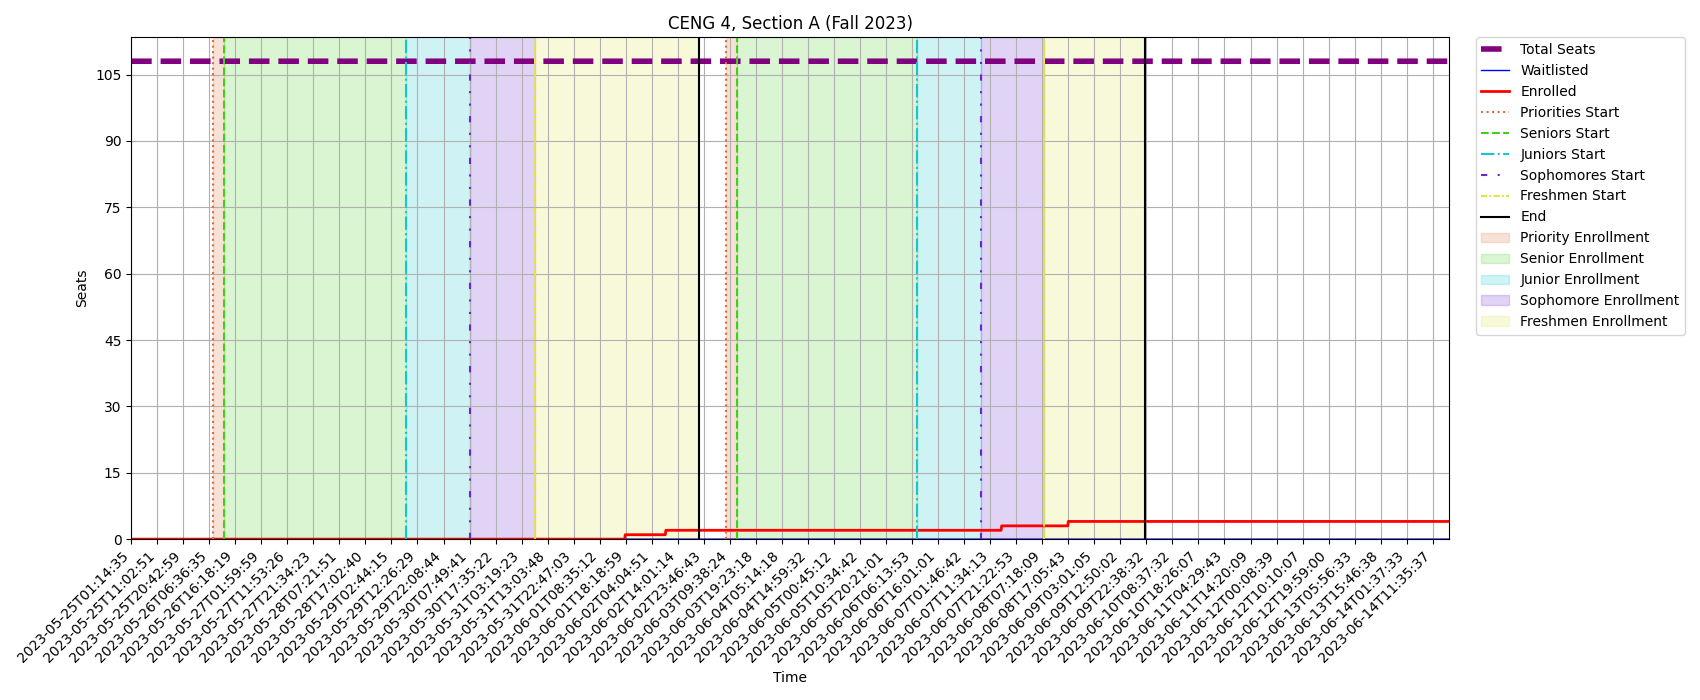 CENG 4, Section A (Fall 2023)
Seats
105
90
75
60
45
30
15
0
2023-05-25T01:14:35
2023-05-25T11:02:51
2023-05-25T20:42:59
2023-05-26T06:36:35
2023-05-26T16:18:19
2023-05-27T01:59:59
2023-05-27T11:53:26
2023-05-27T21:34:23
2023-05-28T07:21:51
2023-05-28T17:02:40
2023-05-29T02:44:15
2023-05-29T12:26:29
2023-05-29T22:08:44
2023-05-30T07:49:41
2023-05-30T17:35:22
2023-05-31T03:19:23
2023-05-31T13:03:48
2023-05-31T22:47:03
2023-06-01T08:35:12
2023-06-01T18:18:59
2023-06-02T04:04:51
2023-06-02T14:01:14
2023-06-02T23:46:43
2023-06-03T09:38:24
2023-06-03T19:23:18
2023-06-04T05:14:18
2023-06-04T14:59:32
2023-06-05T00:45:12
2023-06-05T10:34:42
2023-06-05T20:21:01
2023-06-06T06:13:53
2023-06-06T16:01:01
2023-06-07T01:46:42
2023-06-07T11:34:13
2023-06-07T21:22:53
2023-06-08T07:18:09
2023-06-08T17:05:43
2023-06-09T03:01:05
2023-06-09T12:50:02
2023-06-09T22:38:32
2023-06-10T08:37:32
2023-06-10T18:26:07
2023-06-11T04:29:43
2023-06-11T14:20:09
2023-06-12T00:08:39
2023-06-12T10:10:07
2023-06-12T19:59:00
2023-06-13T05:56:33
2023-06-13T15:46:38
2023-06-14T01:37:33
2023-06-14T11:35:37
Time
Total Seats
Waitlisted
Enrolled
Priorities Start
Seniors Start
Juniors Start
Sophomores Start
Freshmen Start
End
Priority Enrollment
Senior Enrollment
Junior Enrollment
Sophomore Enrollment
Freshmen Enrollment